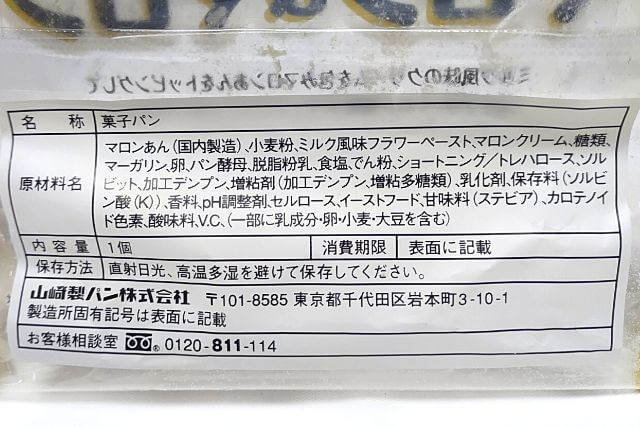 名称 菓子パン
原材料名 マロンあん(国内製造)、小麦粉、ミルク風味フラワーペースト、マロンクリーム、糖類、
マーガリン、卵、パン酵母、脱脂粉乳、食塩、でん粉、ショートニング/トレハロース、ソル
ビット、加工デンプン、増粘剤(加工デンプン、増粘多糖類)、乳化剤、保存料(ソルビ
ン酸(K))、香料、pH調整剤、セルロース、イーストフード、甘味料(ステビア)、カロテノイ
ド色素、酸味料、V.C、(一部に乳成分・卵・小麦・大豆を含む)
内容量 1個 消費期限 表面に記載
保存方法 直射日光、高温多湿を避けて保存してください。
山崎製パン株式会社 〒101-8585 東京都千代田区岩本町3-10-1
製造所固有記号は表面に記載
お客様相談室 ® 0120-811-114